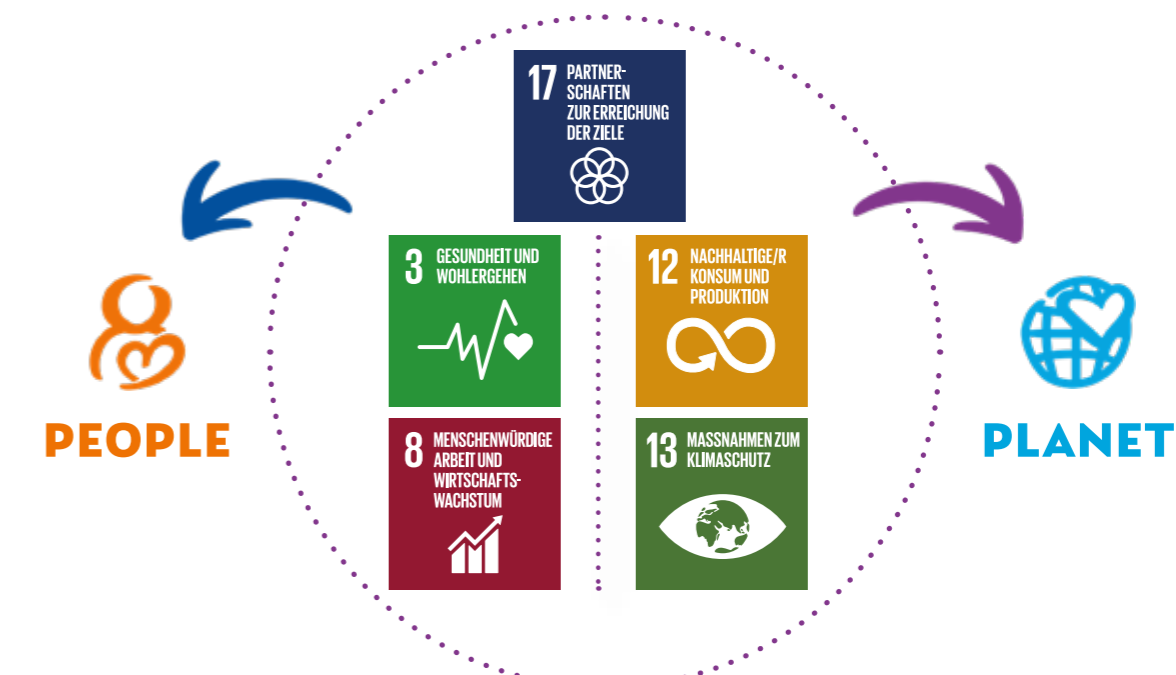 17 PARTNER-
SCHAFTEN
ZUR ERREICHUNG
DER ZIELE
3 GESUNDHEIT UND
WOHLERGEHEN
12 NACHHALTIGE/R
KONSUM UND
PRODUKTION
PEOPLE
PLANET
8 MENSCHENWÜRDIGE
ARBEIT UND
WIRTSCHAFTS-
WACHSTUM
13 MASSNAHMEN ZUM
KLIMASCHUTZ